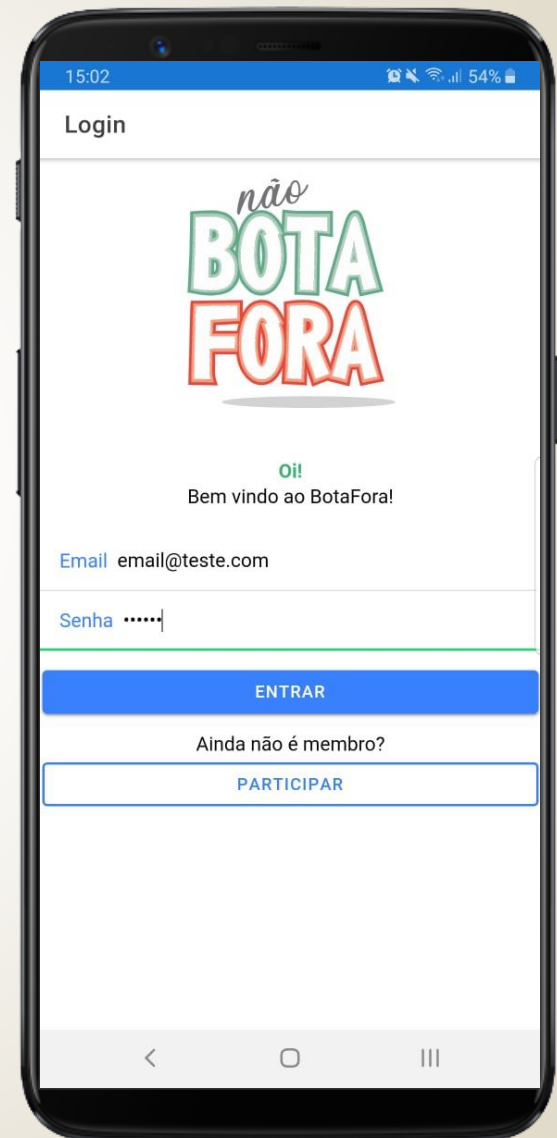 15:02 54%
Login
não
BOTA
FORA
Oi!
Bem vindo ao BotaFora!
Email email@teste.com
Senha ••••••
ENTRAR
Ainda não é membro?
PARTICIPAR